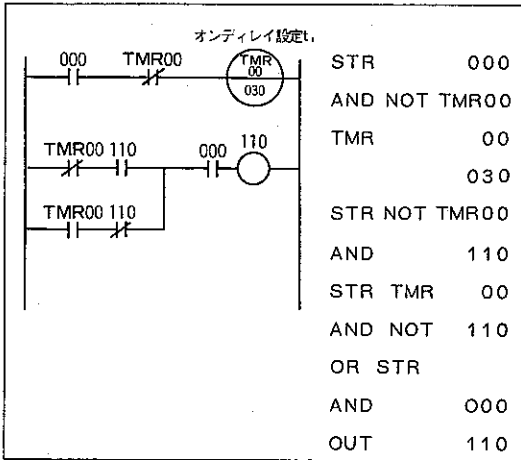 オンディレイ設定t₁
000 TMR00 TMR 00 030
TMR00 110 000 110
TMR00 110
STR 000
AND NOT TMR00
TMR 00
030
STR NOT TMR00
AND 110
STR TMR 00
AND NOT 110
OR STR
AND 000
OUT 110